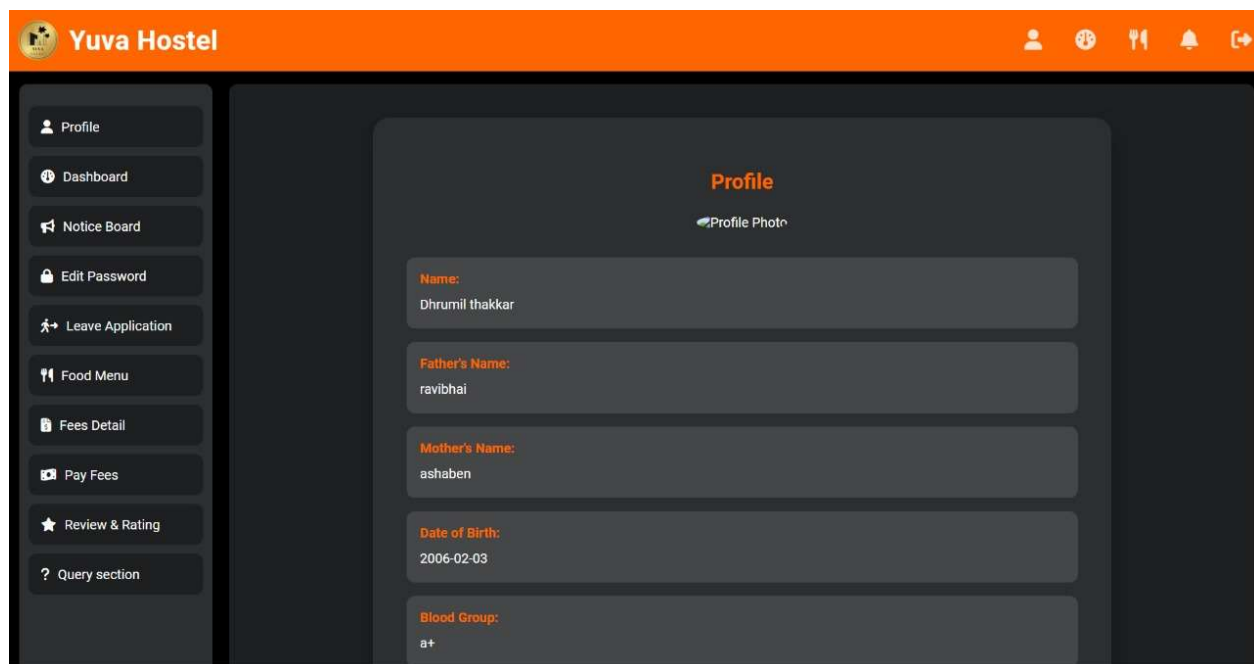 Yuva Hostel
Profile
Dashboard
Notice Board
Edit Password
Leave Application
Food Menu
Fees Detail
Pay Fees
Review & Rating
? Query section
Profile
Profile Photo
Name:
Dhrumil thakkar
Father's Name:
ravibhai
Mother's Name:
ashaben
Date of Birth:
2006-02-03
Blood Group:
a+